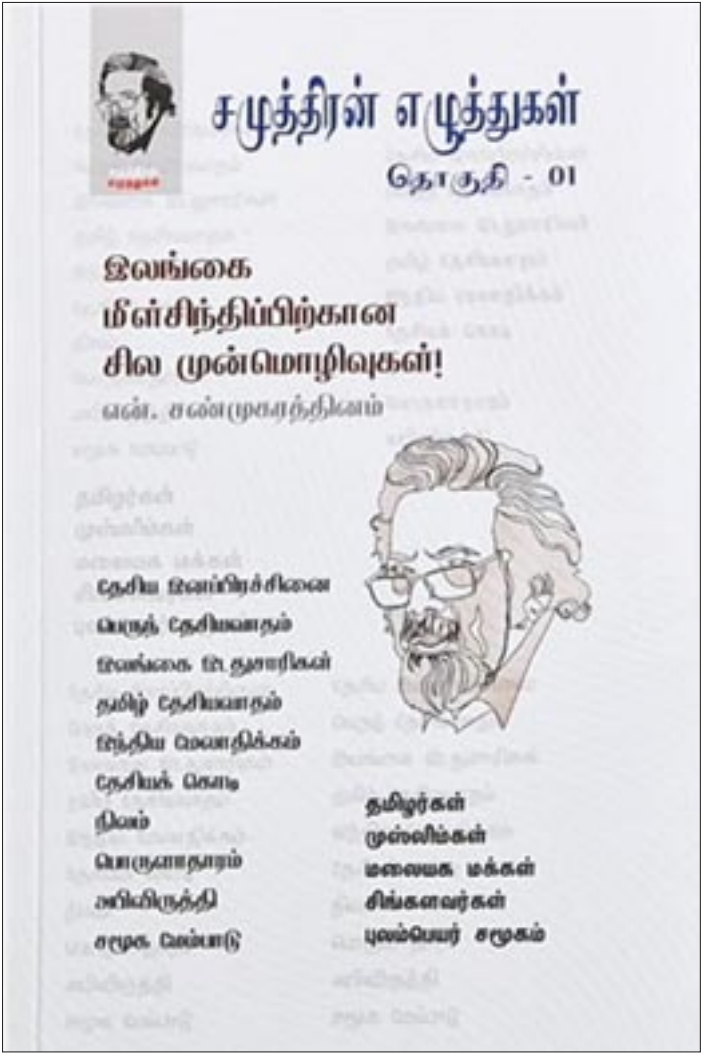 சமுத்திரன் எழுத்துகள்
தொகுதி - 01
இலங்கை
மீள்சிந்திப்பிற்கான
சில முன்மொழிவுகள்!
என். சண்முகரத்தினம்
தேசிய இனப்பிரச்சினை
பெருந் தேசியவாதம்
இலங்கை இடதுசாரிகள்
தமிழ் தேசியவாதம்
இந்திய மேலாதிக்கம்
தேசியக் கொடி
நிலம்
பொருளாதாரம்
அபிவிருத்தி
சமூக மேம்பாடு
தமிழர்கள்
முஸ்லிம்கள்
மலையக மக்கள்
சிங்களவர்கள்
புலம்பெயர் சமூகம்